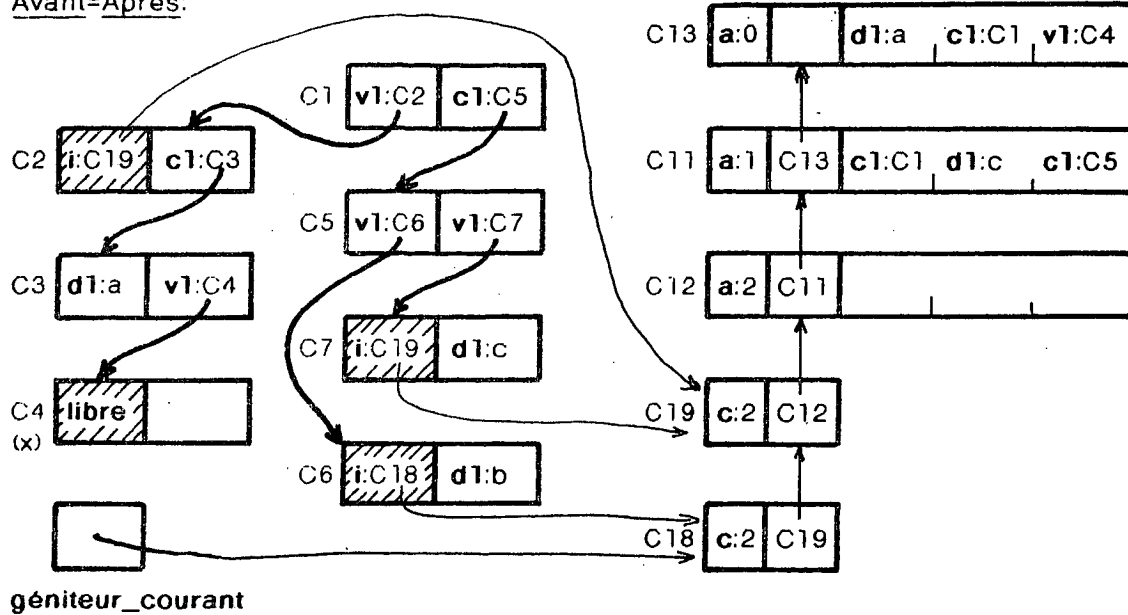 Avant=Après:
C13 a:0 d1:a c1:C1 v1:C4
C1 v1:C2 c1:C5
C2 i:C19 c1:C3
C11 a:1 C13 c1:C1 d1:c c1:C5
C5 v1:C6 v1:C7
C3 d1:a v1:C4
C12 a:2 C11
C7 i:C19 d1:c
C4 libre
(x)
C19 c:2 C12
C6 i:C18 d1:b
C18 c:2 C19
géniteur_courant